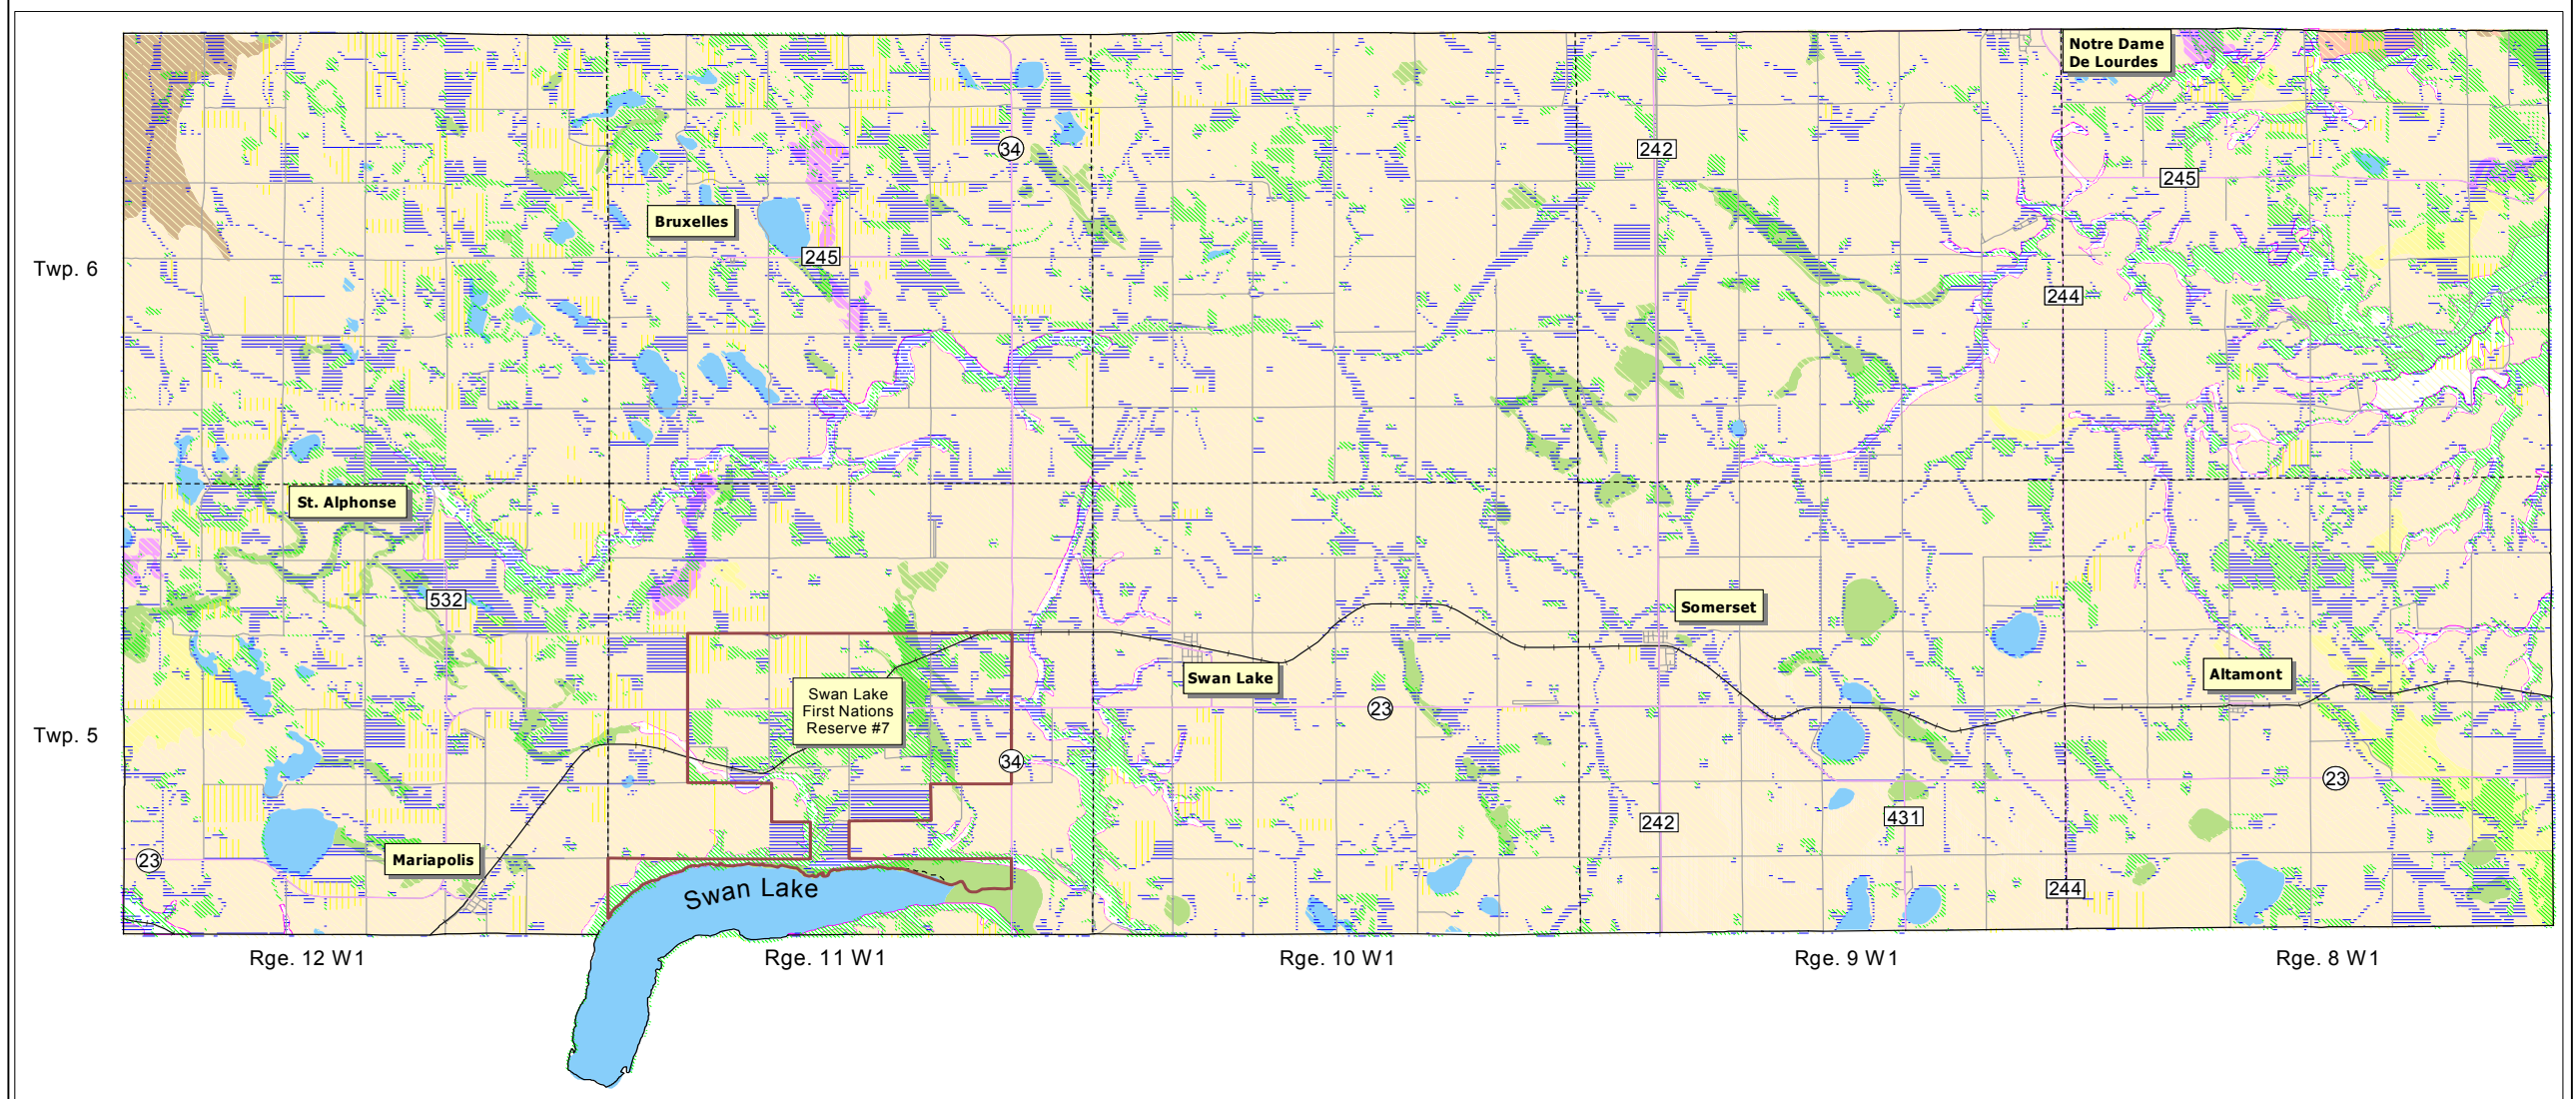 Notre Dame
De Lourdes
34
242
245
Bruxelles
245
Twp. 6
244
St. Alphonse
532
Somerset
Swan Lake
Altamont
Swan Lake
First Nations
Reserve #7
23
Twp. 5
34
23
242
431
23
Mariapolis
244
Swan Lake
Rge. 12 W1
Rge. 11 W1
Rge. 10 W1
Rge. 9 W1
Rge. 8 W1